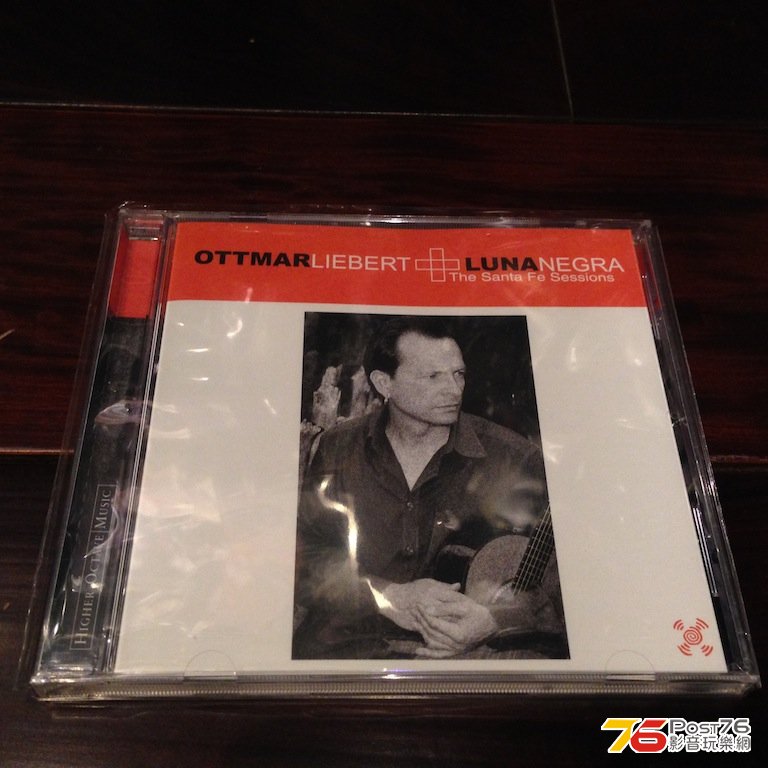 OTTMARLIEBERT LUNANEGRA
The Santa Fe Sessions
HIGHER OCTAVE MUSIC
76 POST76
影音玩樂網